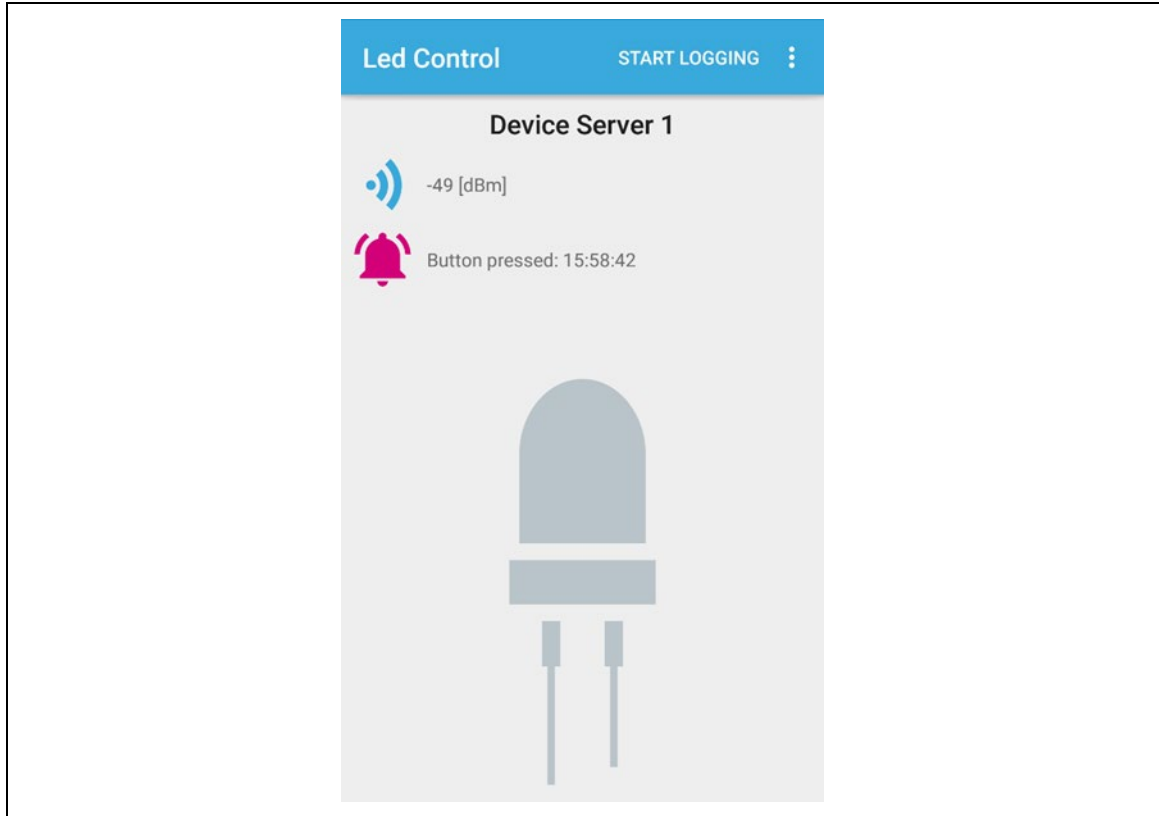 Led Control START LOGGING
Device Server 1
-49 [dBm]
Button pressed: 15:58:42